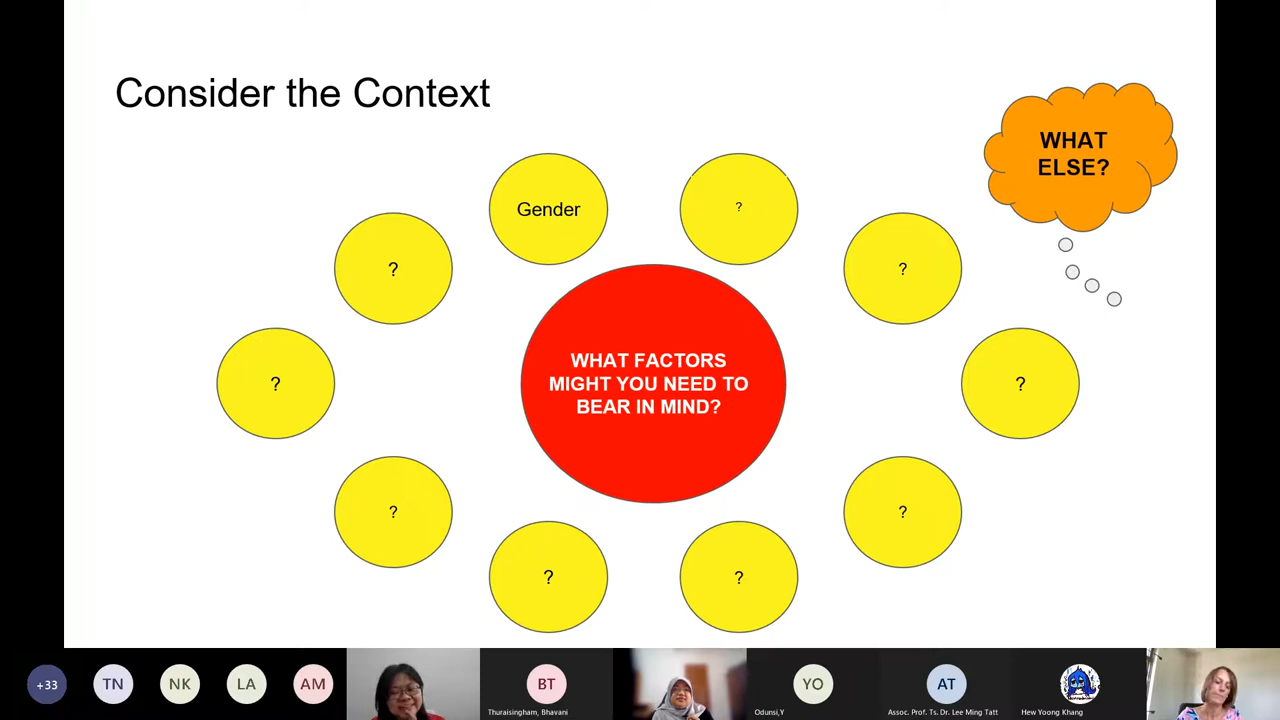 Consider the Context
WHAT
ELSE?
Gender
?
?
?
WHAT FACTORS
MIGHT YOU NEED TO
BEAR IN MIND?
?
?
?
?
?
?
+33
TN
NK
LA
AM
BT
YO
AT
Thuraisingham, Bhavani
Odunsi,Y
Assoc. Prof. Ts. Dr. Lee Ming Tatt
Hew Yoong Khang